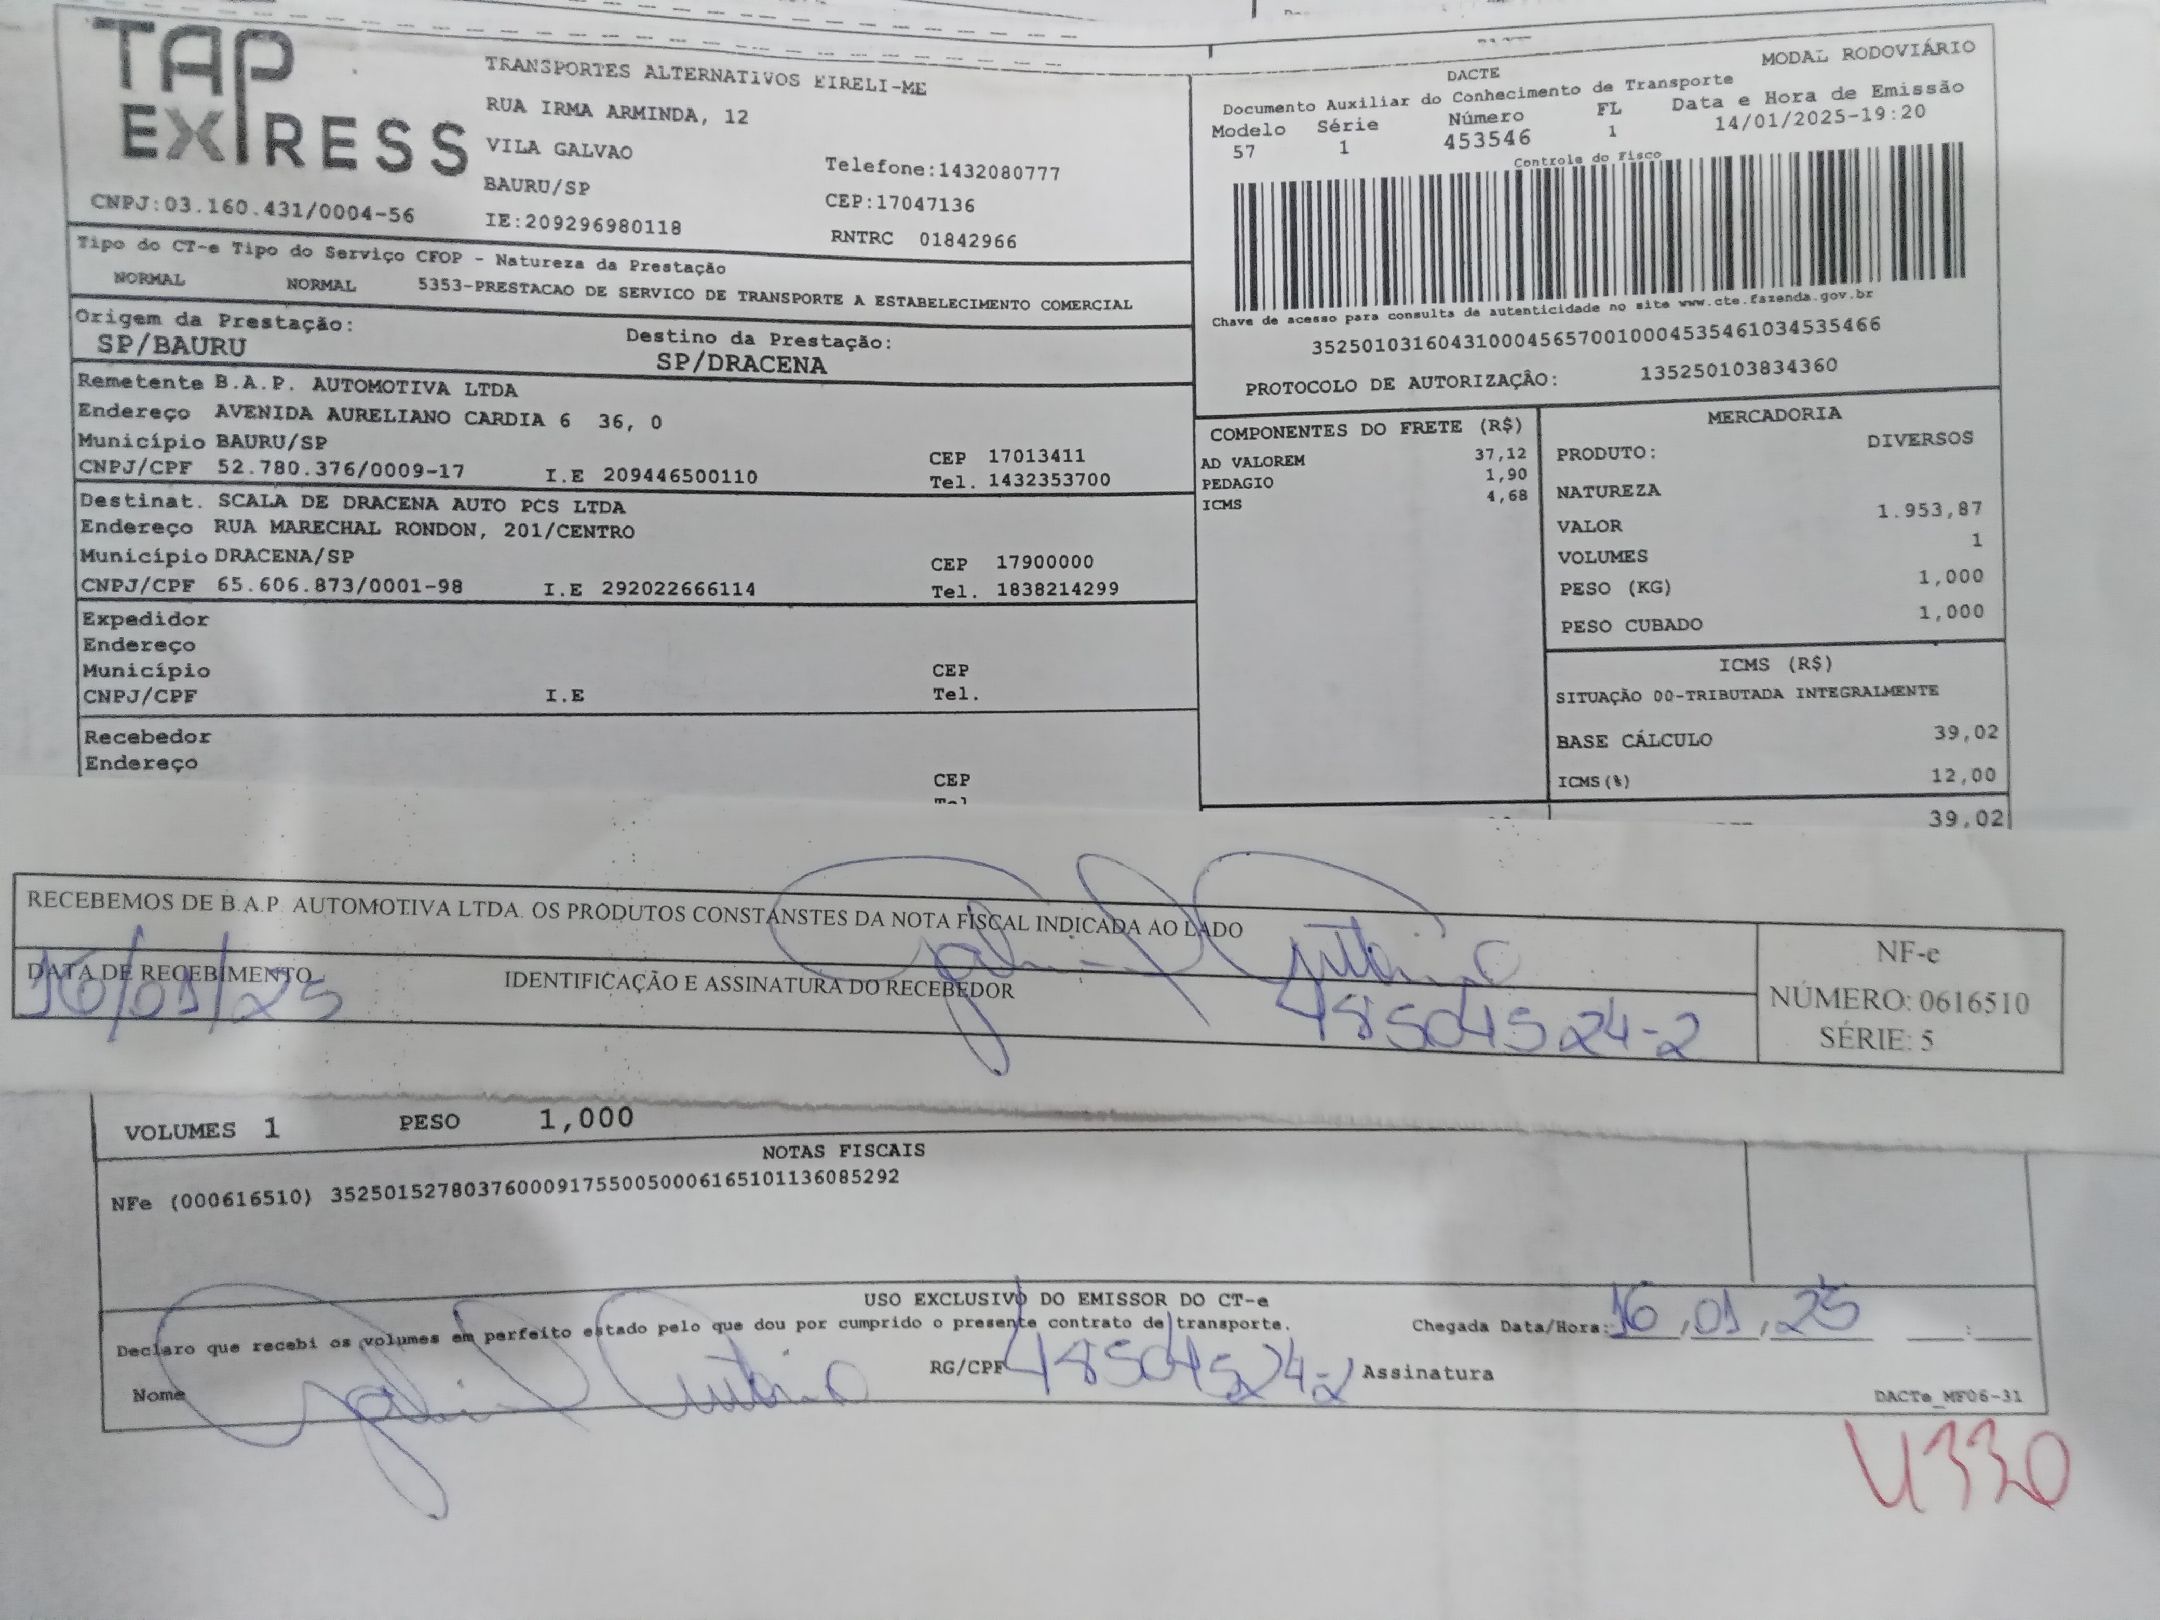 TAP EXPRESS
TRANSPORTES ALTERNATIVOS EIRELI-ME
RUA IRMA ARMINDA, 12
VILA GALVAO
Telefone:1432080777
BAURU/SP
CEP:17047136
CNPJ:03.160.431/0004-56
IE:209296980118
RNTRC 01842966
MODAL RODOVIÁRIO
DACTE
Documento Auxiliar do Conhecimento de Transporte
Modelo Série Número FL Data e Hora de Emissão
57 1 453546 1 14/01/2025-19:20
Controle do Fisco
Chave de acesso para consulta de autenticidade no site www.cte.fazenda.gov.br
35250103160431000456570010004535461034535466
PROTOCOLO DE AUTORIZAÇÃO: 135250103834360
Tipo do CT-e Tipo do Serviço CFOP - Natureza da Prestação
NORMAL NORMAL 5353-PRESTACAO DE SERVICO DE TRANSPORTE A ESTABELECIMENTO COMERCIAL
Origem da Prestação: Destino da Prestação:
SP/BAURU SP/DRACENA
Remetente B.A.P. AUTOMOTIVA LTDA
Endereço AVENIDA AURELIANO CARDIA 6 36, 0
Município BAURU/SP CEP 17013411
CNPJ/CPF 52.780.376/0009-17 I.E 209446500110 Tel. 1432353700
Destinat. SCALA DE DRACENA AUTO PCS LTDA
Endereço RUA MARECHAL RONDON, 201/CENTRO
Município DRACENA/SP CEP 17900000
CNPJ/CPF 65.606.873/0001-98 I.E 292022666114 Tel. 1838214299
Expedidor
Endereço
Município CEP
CNPJ/CPF I.E Tel.
Recebedor
Endereço
CEP
Tel
COMPONENTES DO FRETE (R$)
AD VALOREM 37,12
PEDAGIO 1,90
ICMS 4,68
MERCADORIA
PRODUTO: DIVERSOS
NATUREZA
VALOR 1.953,87
VOLUMES 1
PESO (KG) 1,000
PESO CUBADO 1,000
ICMS (R$)
SITUAÇÃO 00-TRIBUTADA INTEGRALMENTE
BASE CÁLCULO 39,02
ICMS(%) 12,00
39,02
RECEBEMOS DE B.A.P. AUTOMOTIVA LTDA. OS PRODUTOS CONSTANSTES DA NOTA FISCAL INDICADA AO LADO
DATA DE RECEBIMENTO IDENTIFICAÇÃO E ASSINATURA DO RECEBEDOR
16/01/25
48504524-2
NF-e
NÚMERO: 0616510
SÉRIE: 5
VOLUMES 1 PESO 1,000
NOTAS FISCAIS
NFe (000616510) 35250152780376000917550050006165101136085292
USO EXCLUSIVO DO EMISSOR DO CT-e
Declaro que recebi os volumes em perfeito estado pelo que dou por cumprido o presente contrato de transporte. Chegada Data/Hora: 16,01,25 :
Nome RG/CPF 48504524-2 Assinatura
DACTe_MF06-31
U330